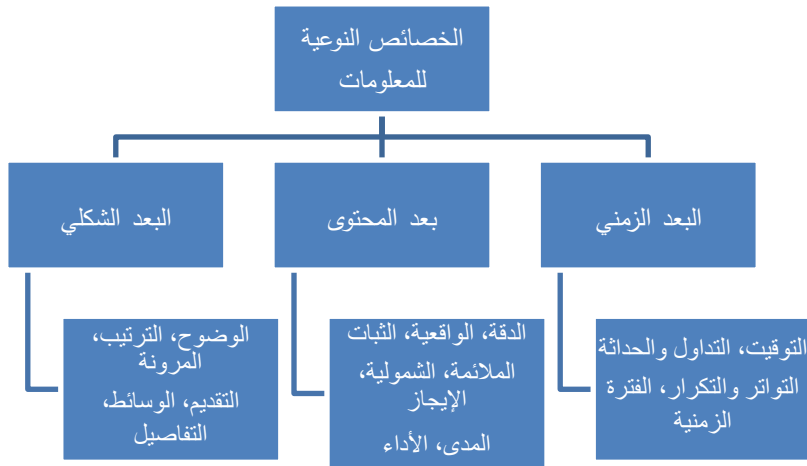 الخصائص النوعية
للمعلومات
البعد الزمني
بعد المحتوى
البعد الشكلي
التوقيت، التداول والحداثة
التواتر والتكرار، الفترة
الزمنية
الدقة، الواقعية، الثبات
الملائمة، الشمولية،
الإيجاز
المدى، الأداء
الوضوح، الترتيب،
المرونة
التقديم، الوسائط،
التفاصيل